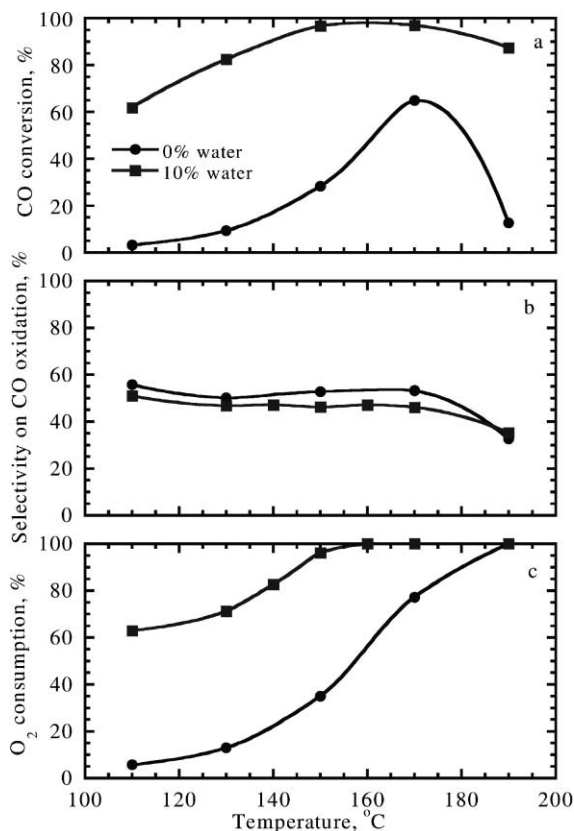 100
80
60
40
20
0
CO conversion, %
a
0% water
10% water
100
80
60
40
20
0
Selectivity on CO oxidation, %
b
100
80
60
40
20
0
O2 consumption, %
c
100 120 140 160 180 200
Temperature, °C